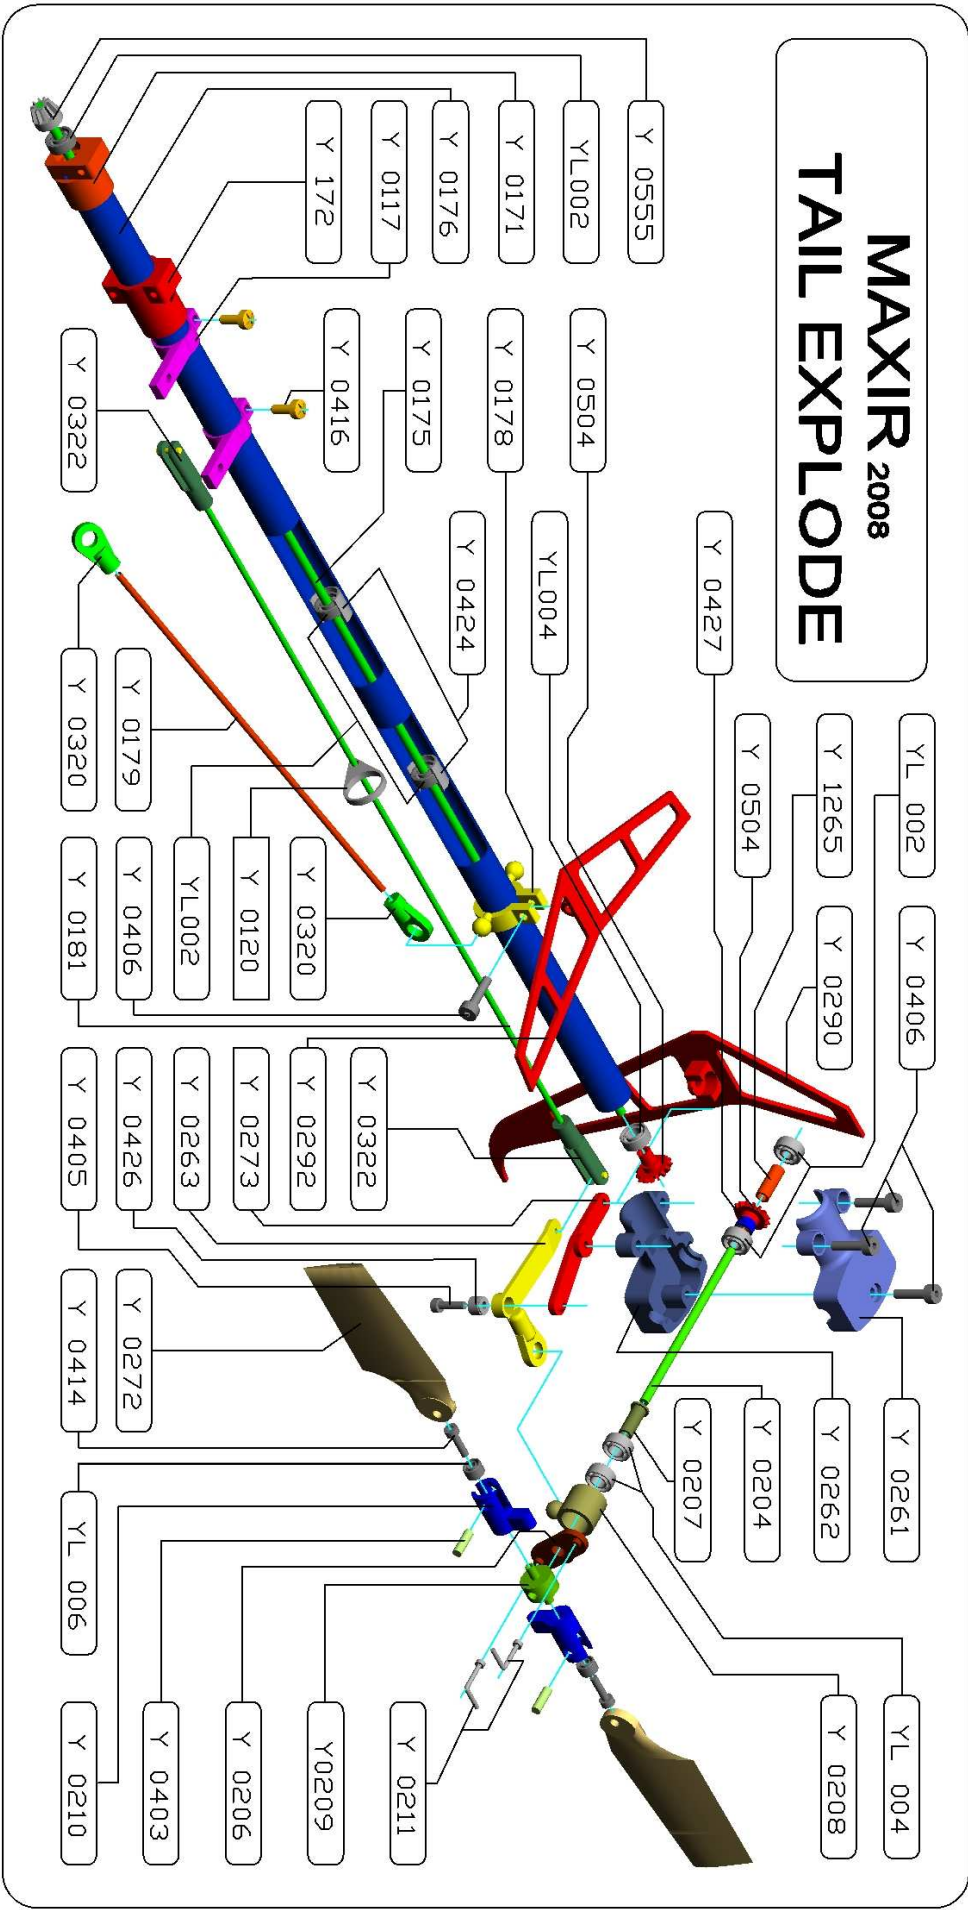 MAXIR 2008
TAIL EXPLODE
YL 002
Y 0406
Y 0261
YL 004
Y 1265
Y 0290
Y 0262
Y 0208
Y 0504
Y 0204
Y 0427
Y 0207
Y 0555
YL002
Y 0504
YL004
Y 0171
Y 0178
Y 0424
Y 0176
Y 0175
Y 0211
Y 0117
Y 0322
Y 0416
Y 172
Y 0320
Y 0292
Y0209
Y 0120
Y 0273
Y 0206
YL002
Y 0263
Y 0403
Y 0179
Y 0406
Y 0426
Y 0272
Y 0322
Y 0320
Y 0181
Y 0405
Y 0414
YL 006
Y 0210